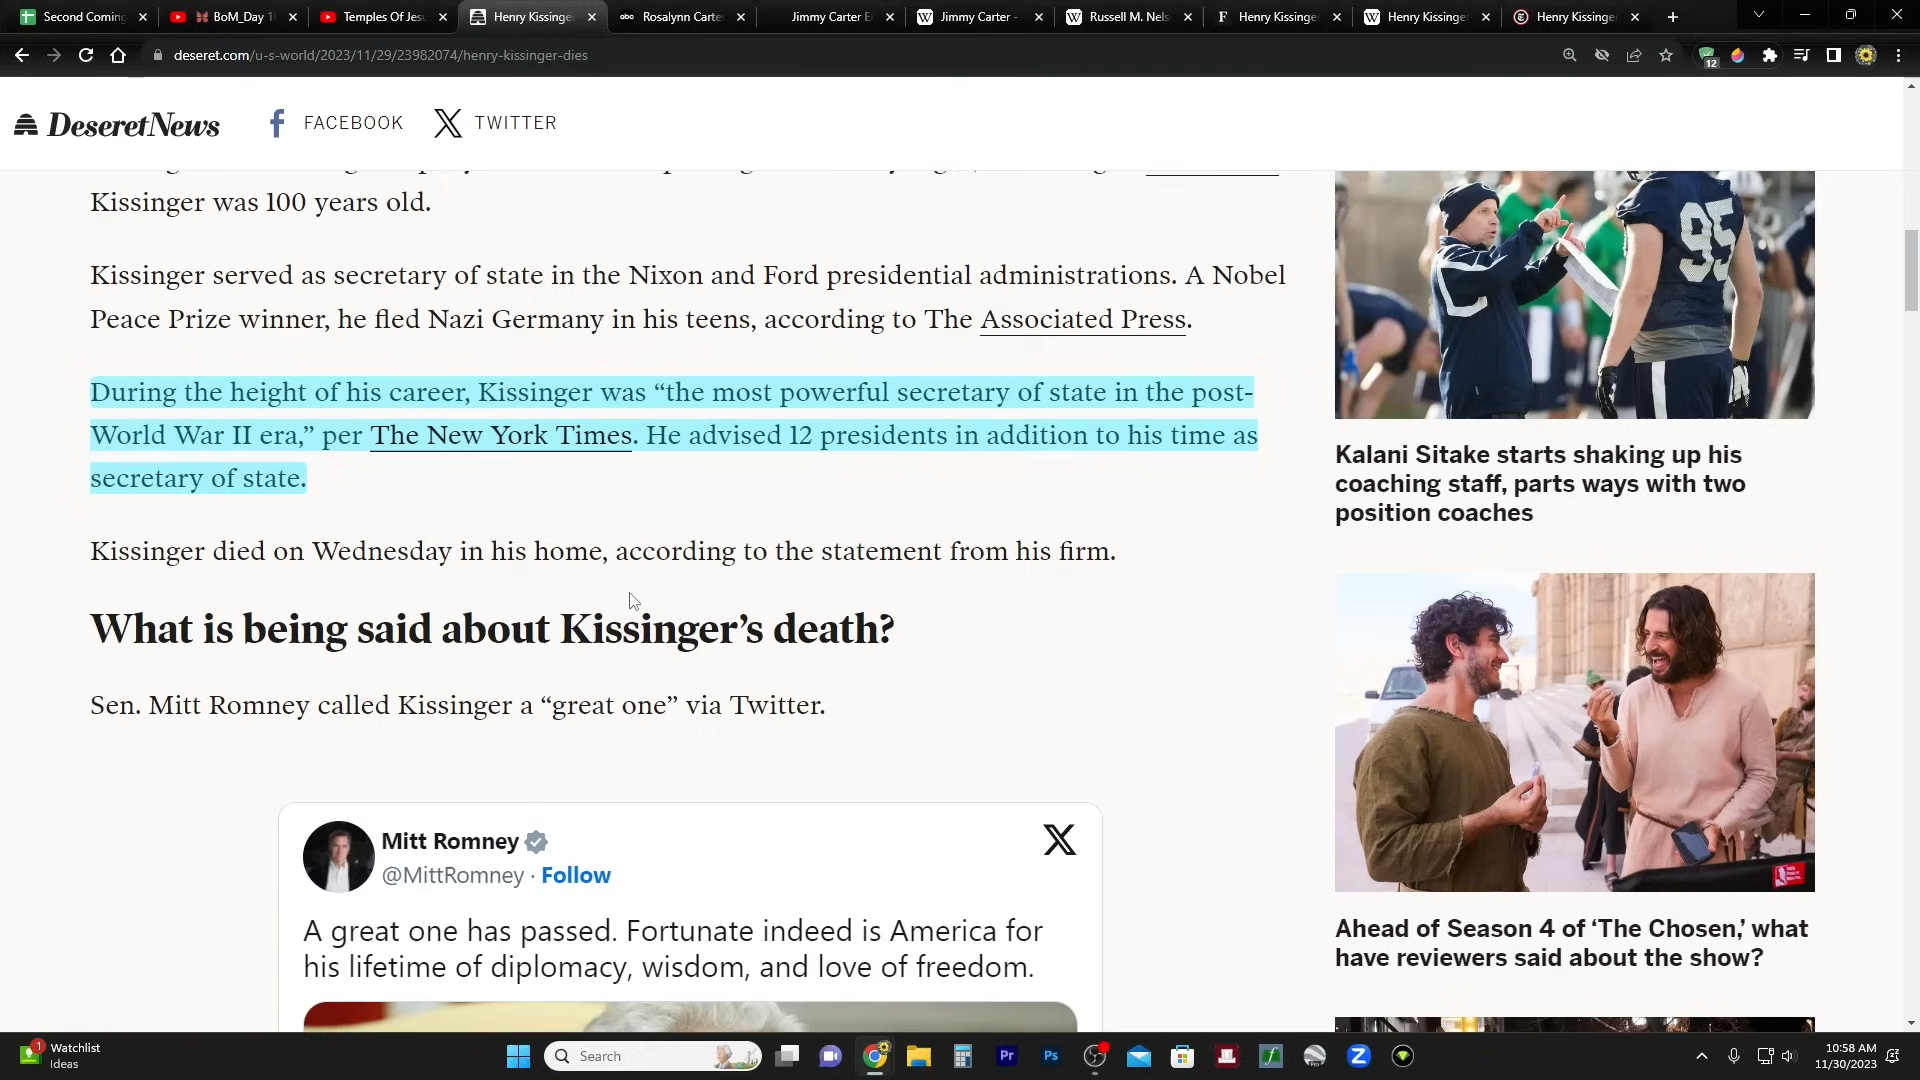 Second Coming
BoM_Day 1
Temples Of Jes
Henry Kissinge
abc Rosalynn Carte
Jimmy Carter E
Jimmy Carter -
Russell M. Nels
Henry Kissinge
Henry Kissinge
Henry Kissinge
deseret.com/u-s-world/2023/11/29/23982074/henry-kissinger-dies
12
Deseret News
FACEBOOK
TWITTER
Kissinger was 100 years old.
Kissinger served as secretary of state in the Nixon and Ford presidential administrations. A Nobel
Peace Prize winner, he fled Nazi Germany in his teens, according to The Associated Press.
During the height of his career, Kissinger was “the most powerful secretary of state in the post-
World War II era,” per The New York Times. He advised 12 presidents in addition to his time as
secretary of state.
Kissinger died on Wednesday in his home, according to the statement from his firm.
What is being said about Kissinger’s death?
Sen. Mitt Romney called Kissinger a “great one” via Twitter.
Mitt Romney
@MittRomney · Follow
A great one has passed. Fortunate indeed is America for
his lifetime of diplomacy, wisdom, and love of freedom.
95
Kalani Sitake starts shaking up his
coaching staff, parts ways with two
position coaches
Ahead of Season 4 of ‘The Chosen,’ what
have reviewers said about the show?
1
Watchlist
Ideas
Search
Pr
Ps
10:58 AM
11/30/2023